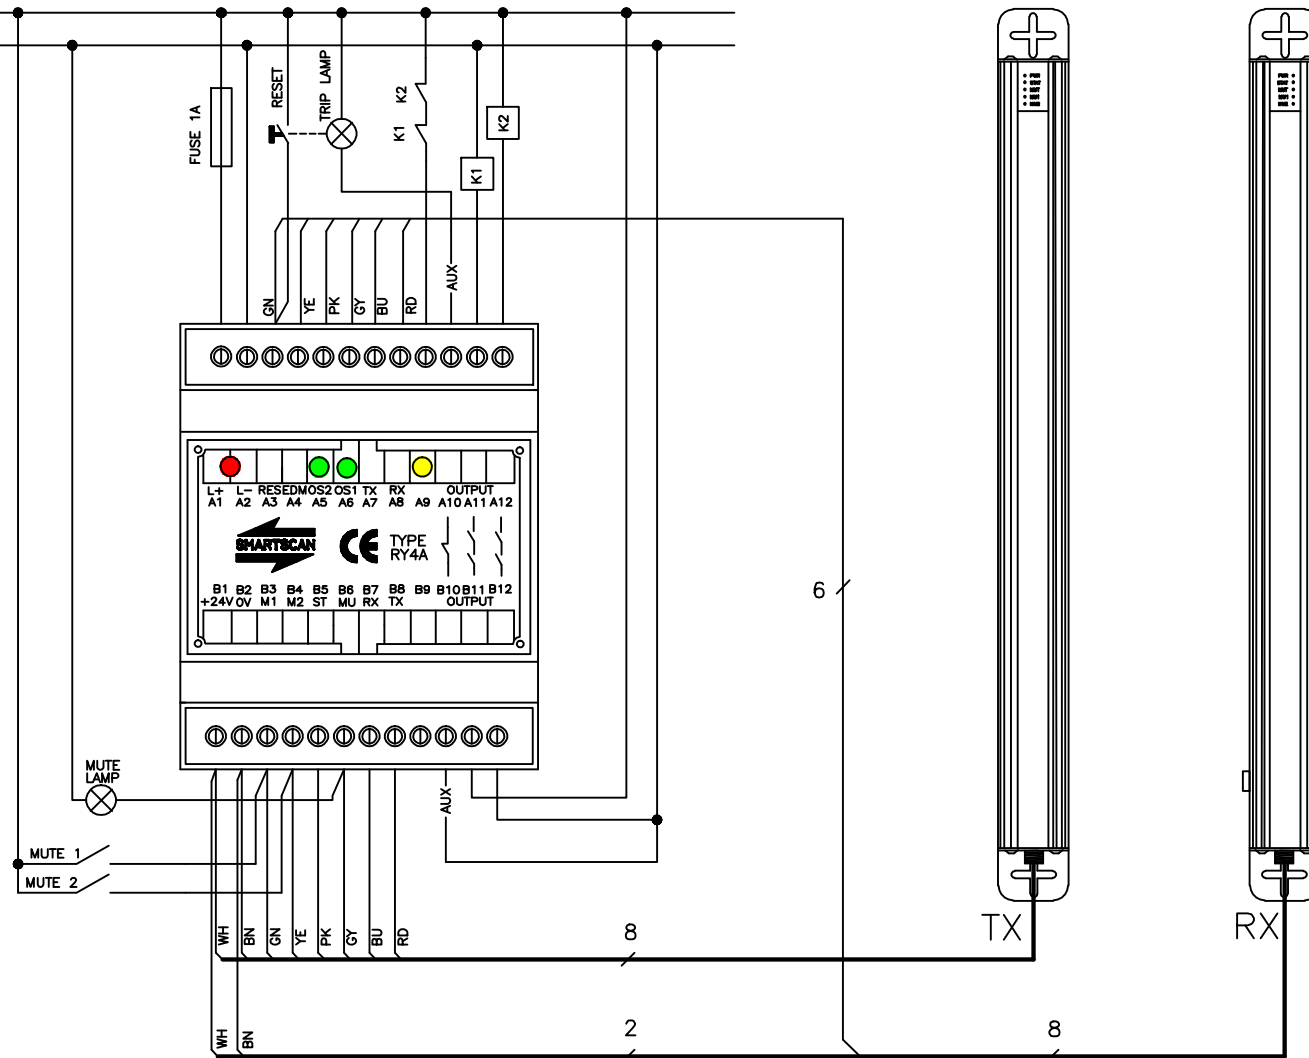 FUSE 1A
RESET
TRIP LAMP
K2
K1
K2
K1
GN
YE
PK
GY
BU
RD
AUX
L+ L- RES EDM OS2 OS1 TX RX OUTPUT
A1 A2 A3 A4 A5 A6 A7 A8 A9 A10 A11 A12
SMARTSCAN
CE
TYPE
RY4A
B1 B2 B3 B4 B5 B6 B7 B8 B9 B10 B11 B12
+24V 0V M1 M2 ST MU RX TX OUTPUT
6
MUTE
LAMP
AUX
MUTE 1
MUTE 2
WH
BN
GN
YE
PK
GY
BU
RD
8
TX
RX
WH
BN
2
8